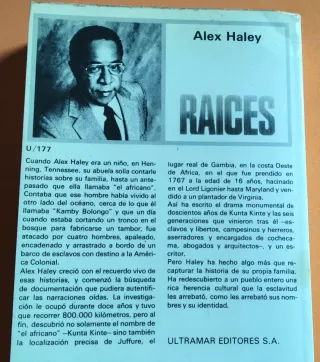 Alex Haley
RAICES
U/177
Cuando Alex Haley era un niño, en Hen-
ning, Tennessee, su abuela solía contarle
historias sobre su familia, hasta un ante-
pasado que ella llamaba "el africano".
Contaba que ese hombre había vivido al
otro lado del océano, cerca de lo que él
llamaba "Kamby Bolongo" y que un día
cuando estaba cortando un tronco en el
bosque para fabricarse un tambor, fue
atacado por cuatro hombres, apaleado,
encadenado y arrastrado a bordo de un
barco de esclavos con destino a la Améri-
ca Colonial.
Alex Haley creció con el recuerdo vivo de
esas historias, y comenzó la búsqueda
de documentación que pudiera autentifi-
car las narraciones oídas. La investiga-
ción le ocupó durante doce años y tuvo
que recorrer 800.000 kilómetros, pero al
fin, descubrió no solamente el nombre de
"el africano" —Kunta Kinte— sino también
la localización precisa de Juffure, el
lugar real de Gambia, en la costa Oeste
de África, en el que fue prendido en
1767 a la edad de 16 años, hacinado
en el Lord Ligonier hasta Maryland y ven-
dido a un plantador de Virginia.
Así ha escrito el drama monumental de
doscientos años de Kunta Kinte y las seis
generaciones que vinieron tras él —es-
clavos y libertos, campesinos y herreros,
aserradores y encargados de cocheco-
ma, abogados y arquitectos—, y un es-
critor.
Pero Haley ha hecho algo más que re-
capturar la historia de su propia familia.
Ha redescubierto a un pueblo entero una
rica herencia cultural que la esclavitud
les arrebató, como les arrebató sus nom-
bres y su identidad.
ULTRAMAR EDITORES S.A.